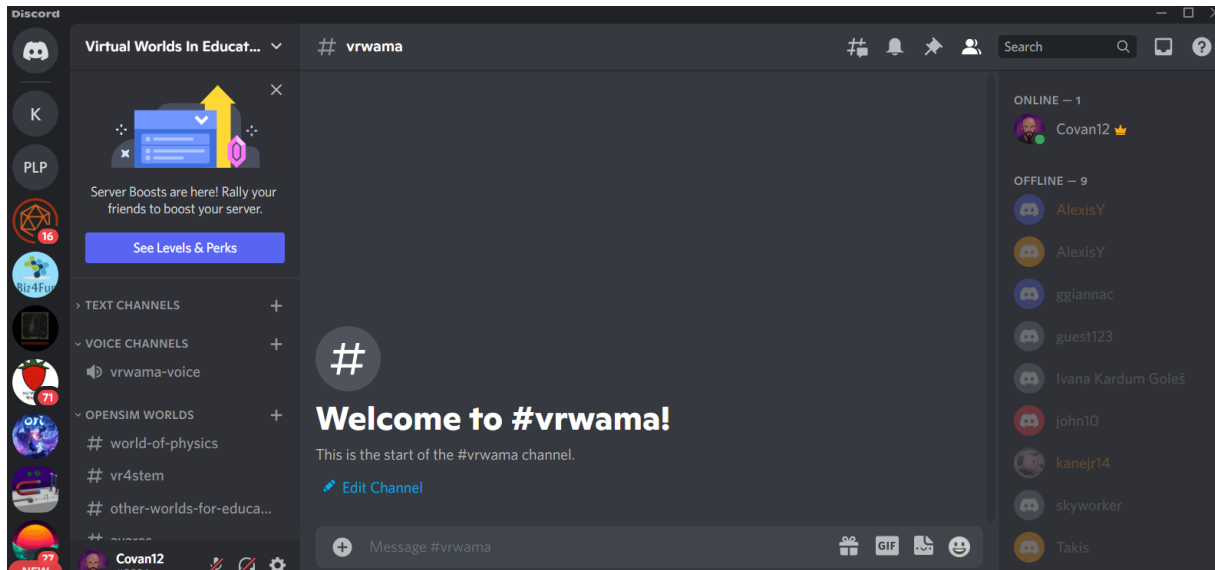 Discord
Virtual Worlds In Educat...
# vrwama
Search
K
PLP
16
Biz4Fun
71
ori
27
NEW
Server Boosts are here! Rally your
friends to boost your server.
See Levels & Perks
TEXT CHANNELS
VOICE CHANNELS
vrwama-voice
OPENSIM WORLDS
# world-of-physics
# vr4stem
# other-worlds-for-educa...
Covan12
#
Welcome to #vrwama!
This is the start of the #vrwama channel.
Edit Channel
Message #vrwama
GIF
ONLINE — 1
Covan12
OFFLINE — 9
AlexisY
AlexisY
ggiannac
guest123
Ivana Kardum Goleš
john10
kanejr14
skyworker
Takis